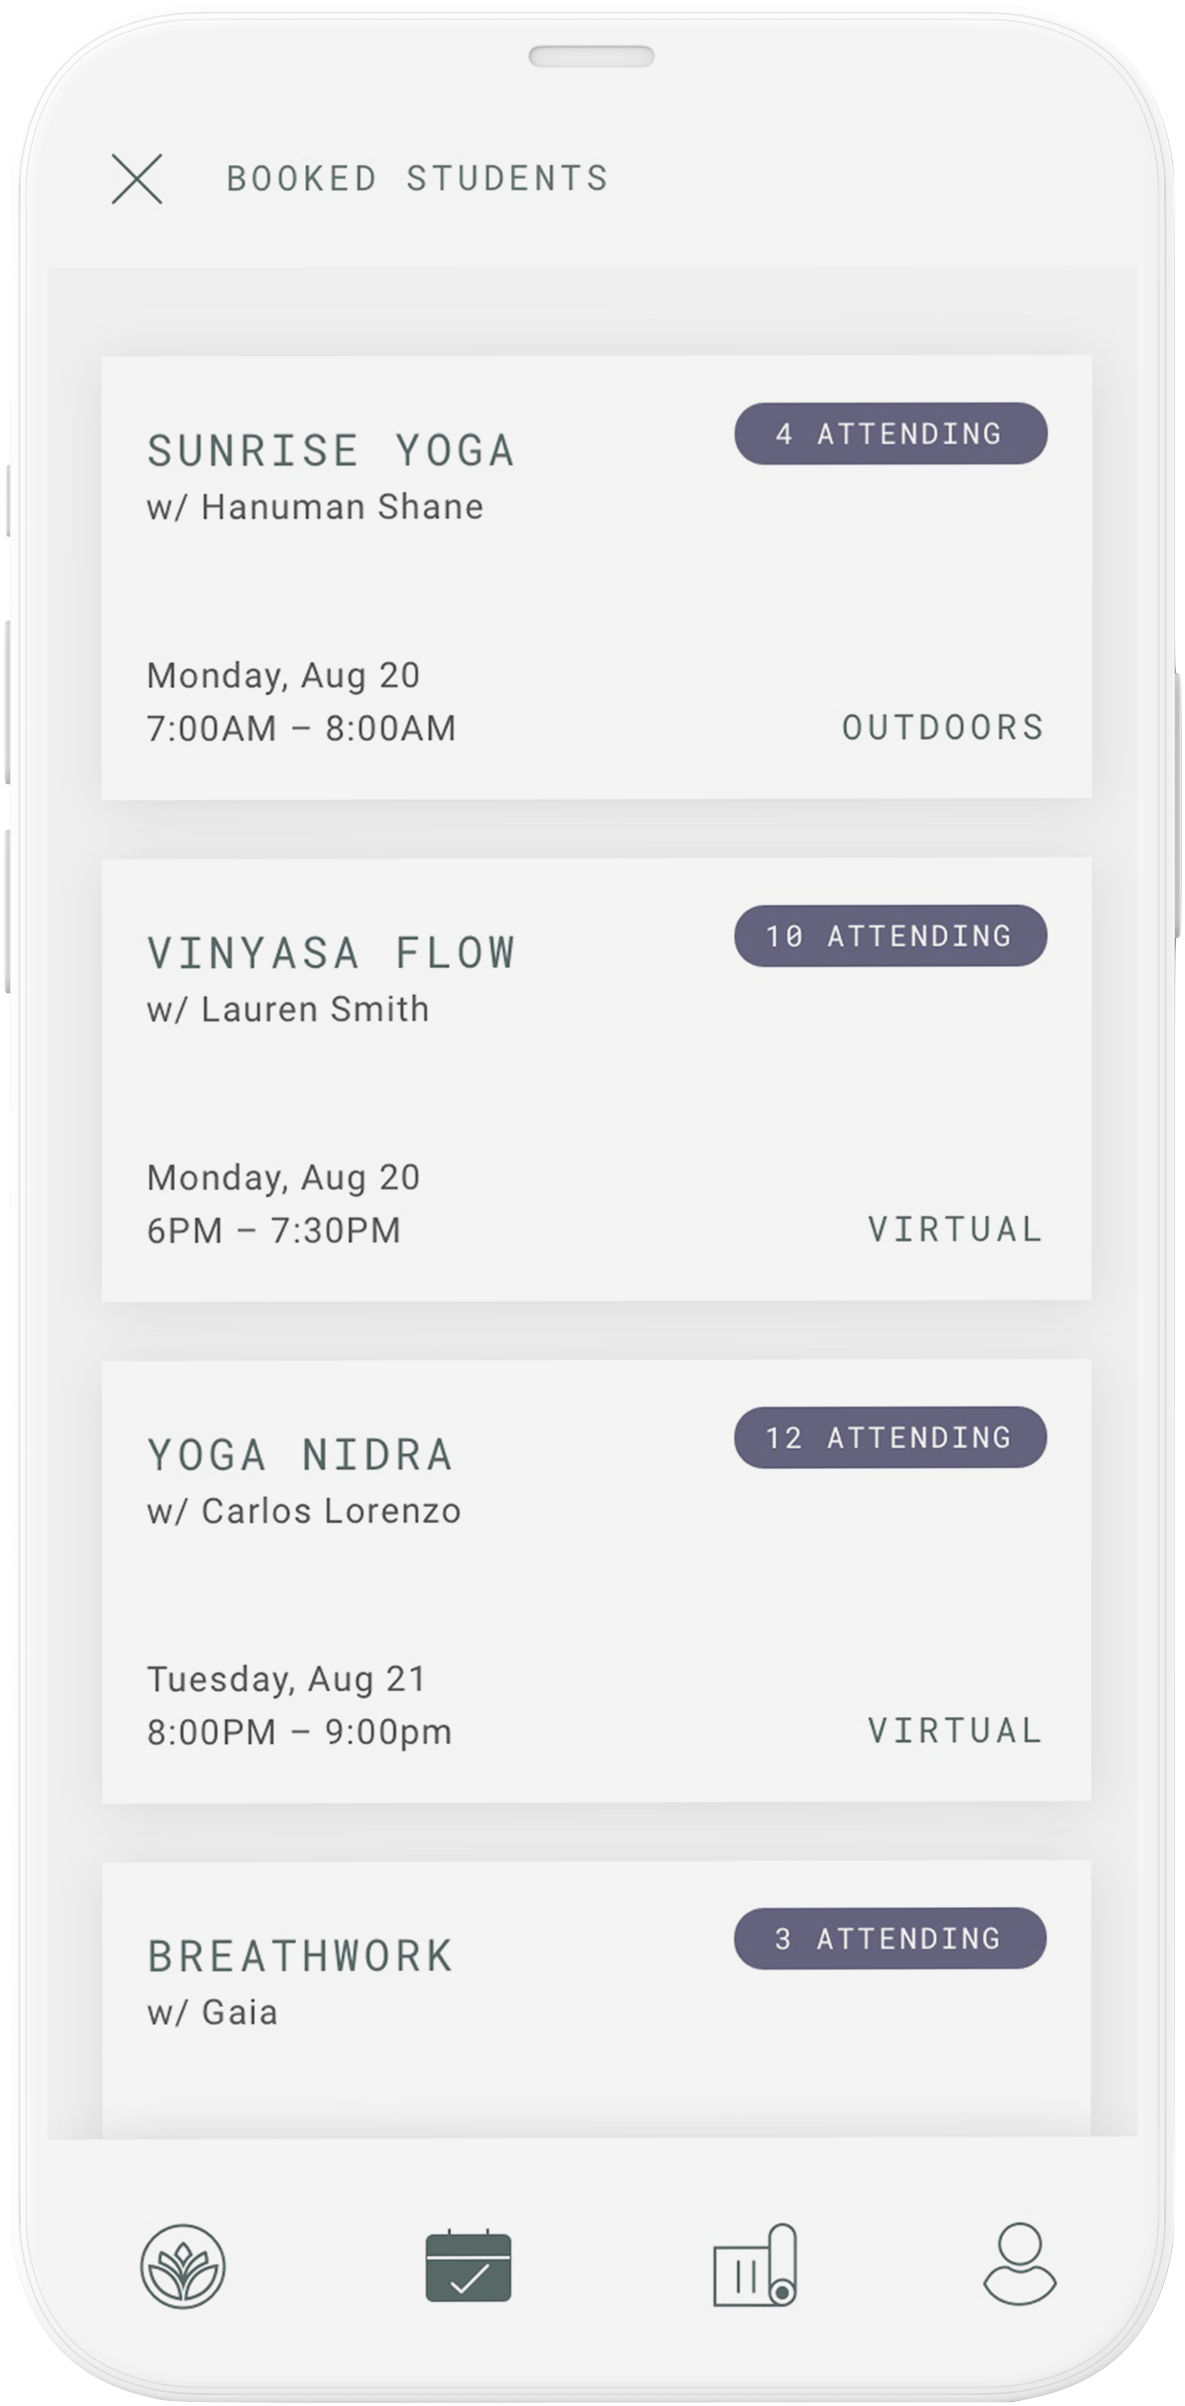 BOOKED STUDENTS
SUNRISE YOGA
4 ATTENDING
w/ Hanuman Shane
Monday, Aug 20
7:00AM – 8:00AM
OUTDOORS
VINYASA FLOW
10 ATTENDING
w/ Lauren Smith
Monday, Aug 20
6PM – 7:30PM
VIRTUAL
YOGA NIDRA
12 ATTENDING
w/ Carlos Lorenzo
Tuesday, Aug 21
8:00PM – 9:00pm
VIRTUAL
BREATHWORK
3 ATTENDING
w/ Gaia